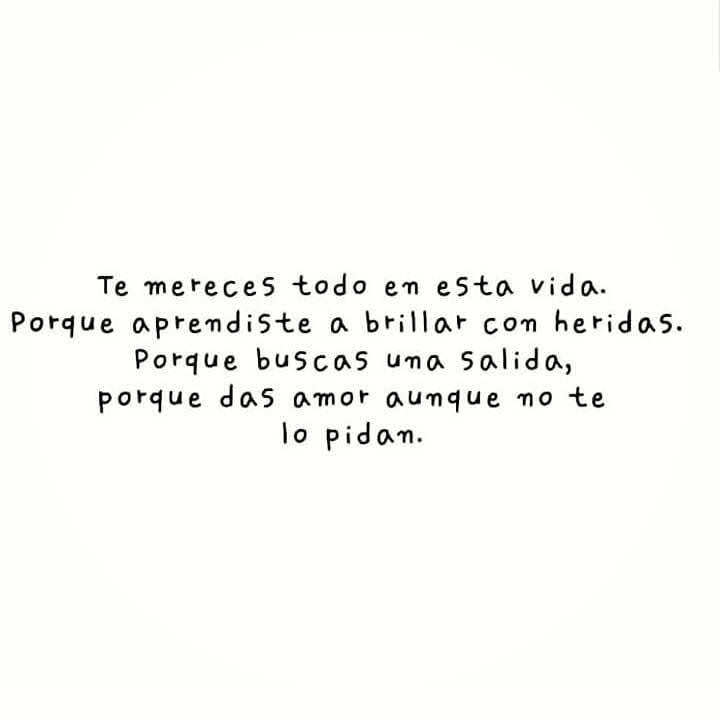 Te mereces todo en esta vida.
Porque aprendiste a brillar con heridas.
Porque buscas una salida,
porque das amor aunque no te
lo pidan.